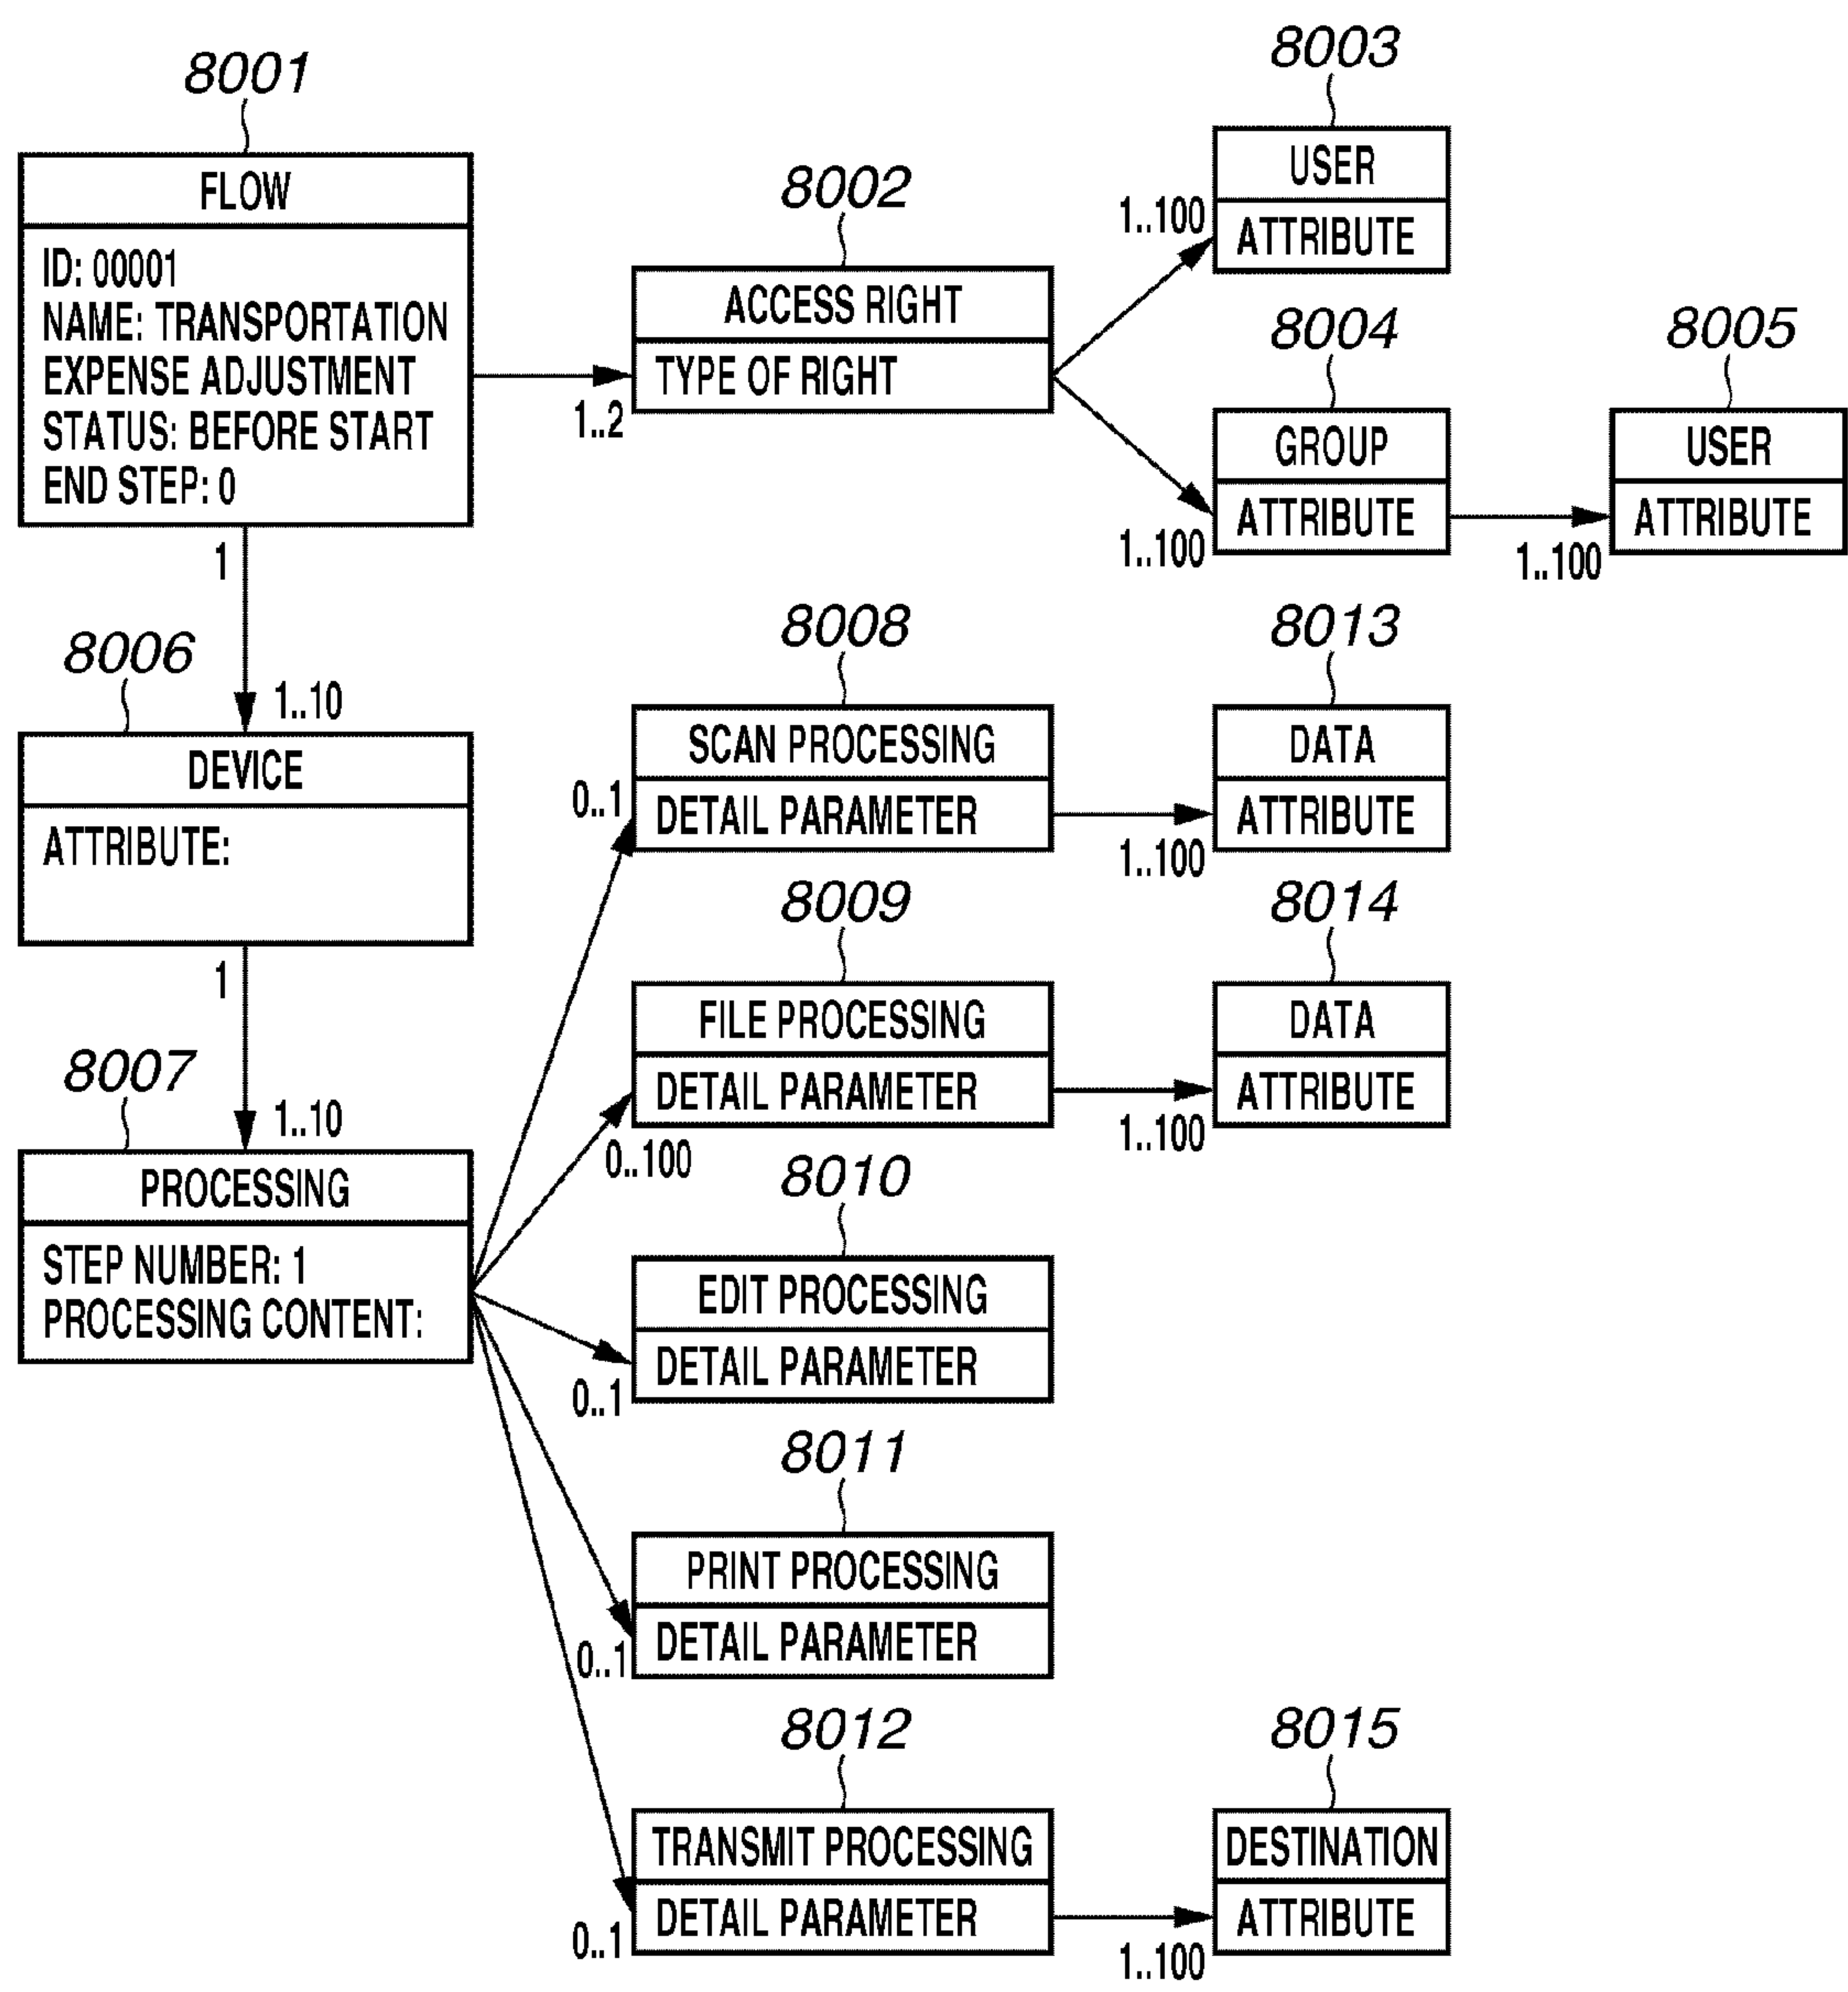 8001
FLOW
ID: 00001
NAME: TRANSPORTATION
EXPENSE ADJUSTMENT
STATUS: BEFORE START
END STEP: 0
1
8002
ACCESS RIGHT
TYPE OF RIGHT
1..2
8003
USER
ATTRIBUTE
1..100
8004
GROUP
ATTRIBUTE
1..100
8005
USER
ATTRIBUTE
1..100
8006
1..10
DEVICE
ATTRIBUTE:
1
8007
1..10
PROCESSING
STEP NUMBER: 1
PROCESSING CONTENT:
8008
SCAN PROCESSING
DETAIL PARAMETER
0..1
8013
DATA
ATTRIBUTE
1..100
8009
FILE PROCESSING
DETAIL PARAMETER
0..100
8014
DATA
ATTRIBUTE
1..100
8010
EDIT PROCESSING
DETAIL PARAMETER
0..1
8011
PRINT PROCESSING
DETAIL PARAMETER
0..1
8012
TRANSMIT PROCESSING
DETAIL PARAMETER
0..1
8015
DESTINATION
ATTRIBUTE
1..100